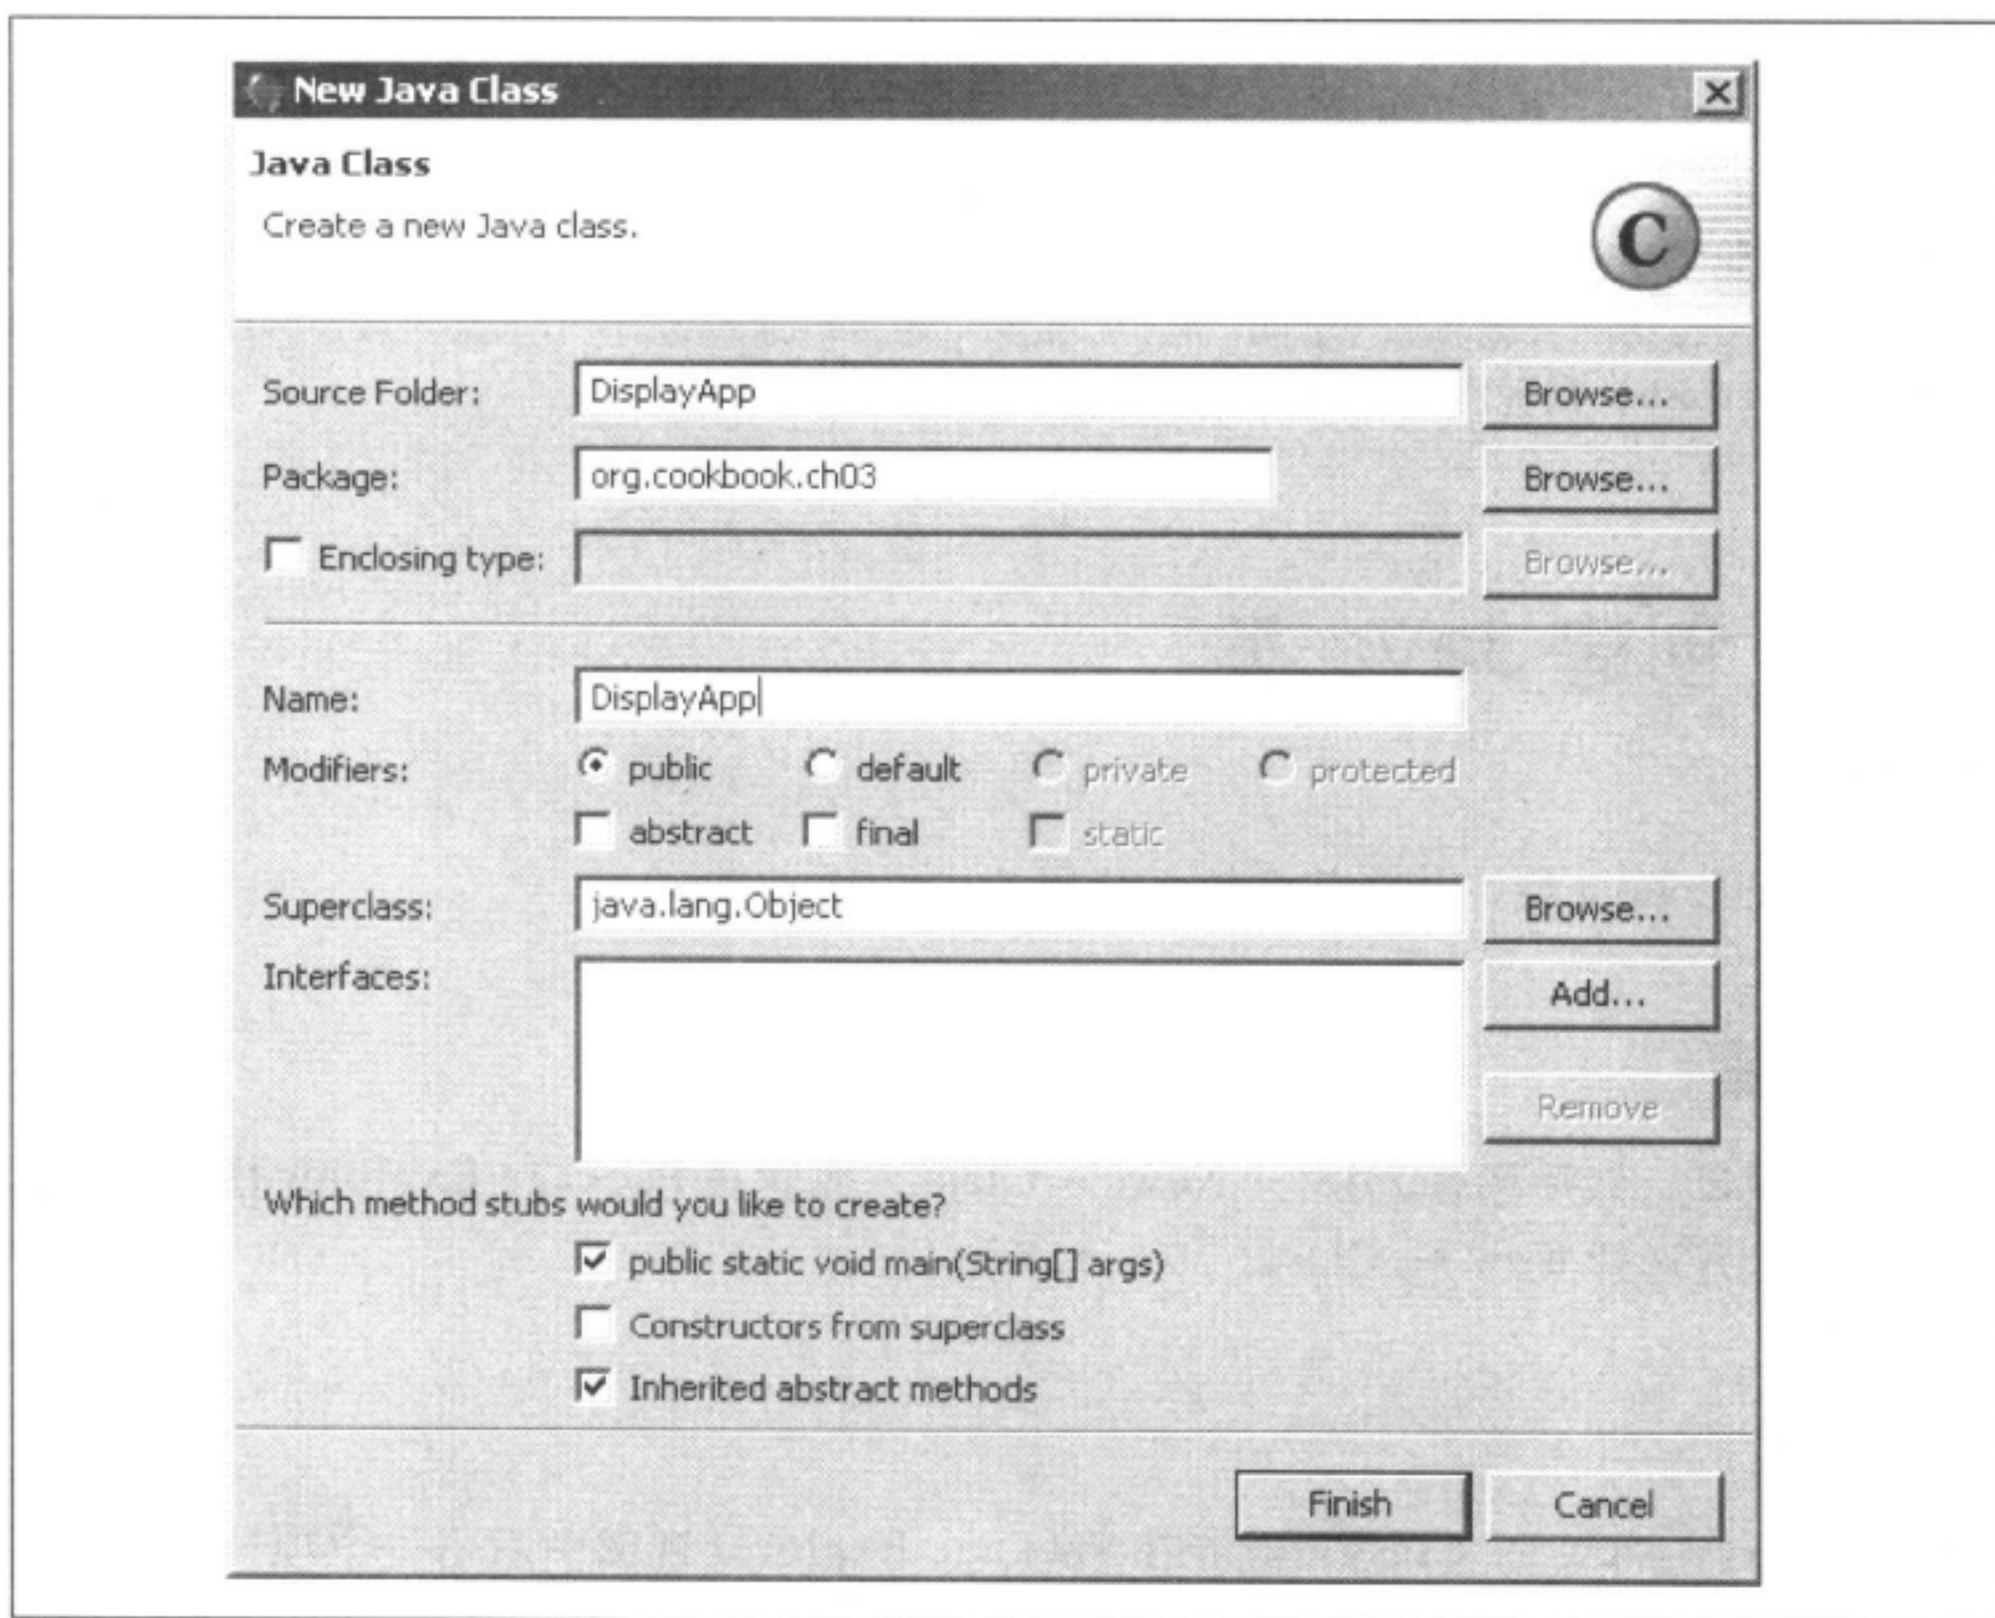 New Java Class
Java Class
Create a new Java class.
C
Source Folder: DisplayApp Browse...
Package: org.cookbook.ch03 Browse...
Enclosing type: Browse...
Name: DisplayApp
Modifiers: public default private protected
abstract final static
Superclass: java.lang.Object Browse...
Interfaces: Add...
Remove
Which method stubs would you like to create?
public static void main(String[] args)
Constructors from superclass
Inherited abstract methods
Finish Cancel